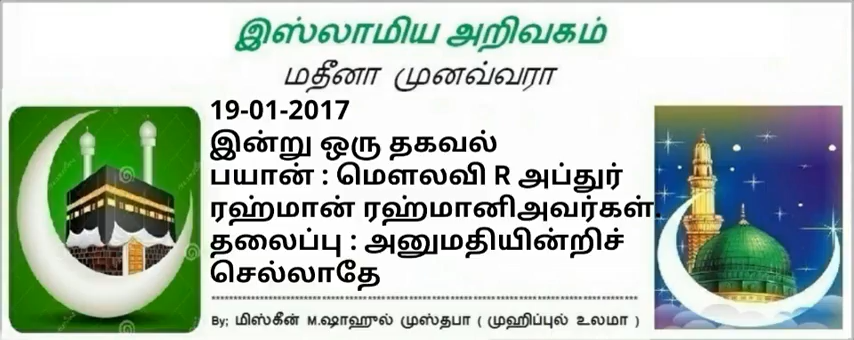 இஸ்லாமிய அறிவகம்
மதீனா முனவ்வரா
19-01-2017
இன்று ஒரு தகவல்
பயான் : மௌலவி R அப்துர்
ரஹ்மான் ரஹ்மானிஅவர்கள்.
தலைப்பு : அனுமதியின்றிச்
செல்லாதே
By; மிஸ்கீன் M.ஷாஹுல் முஸ்தபா ( முஹிப்புல் உலமா )